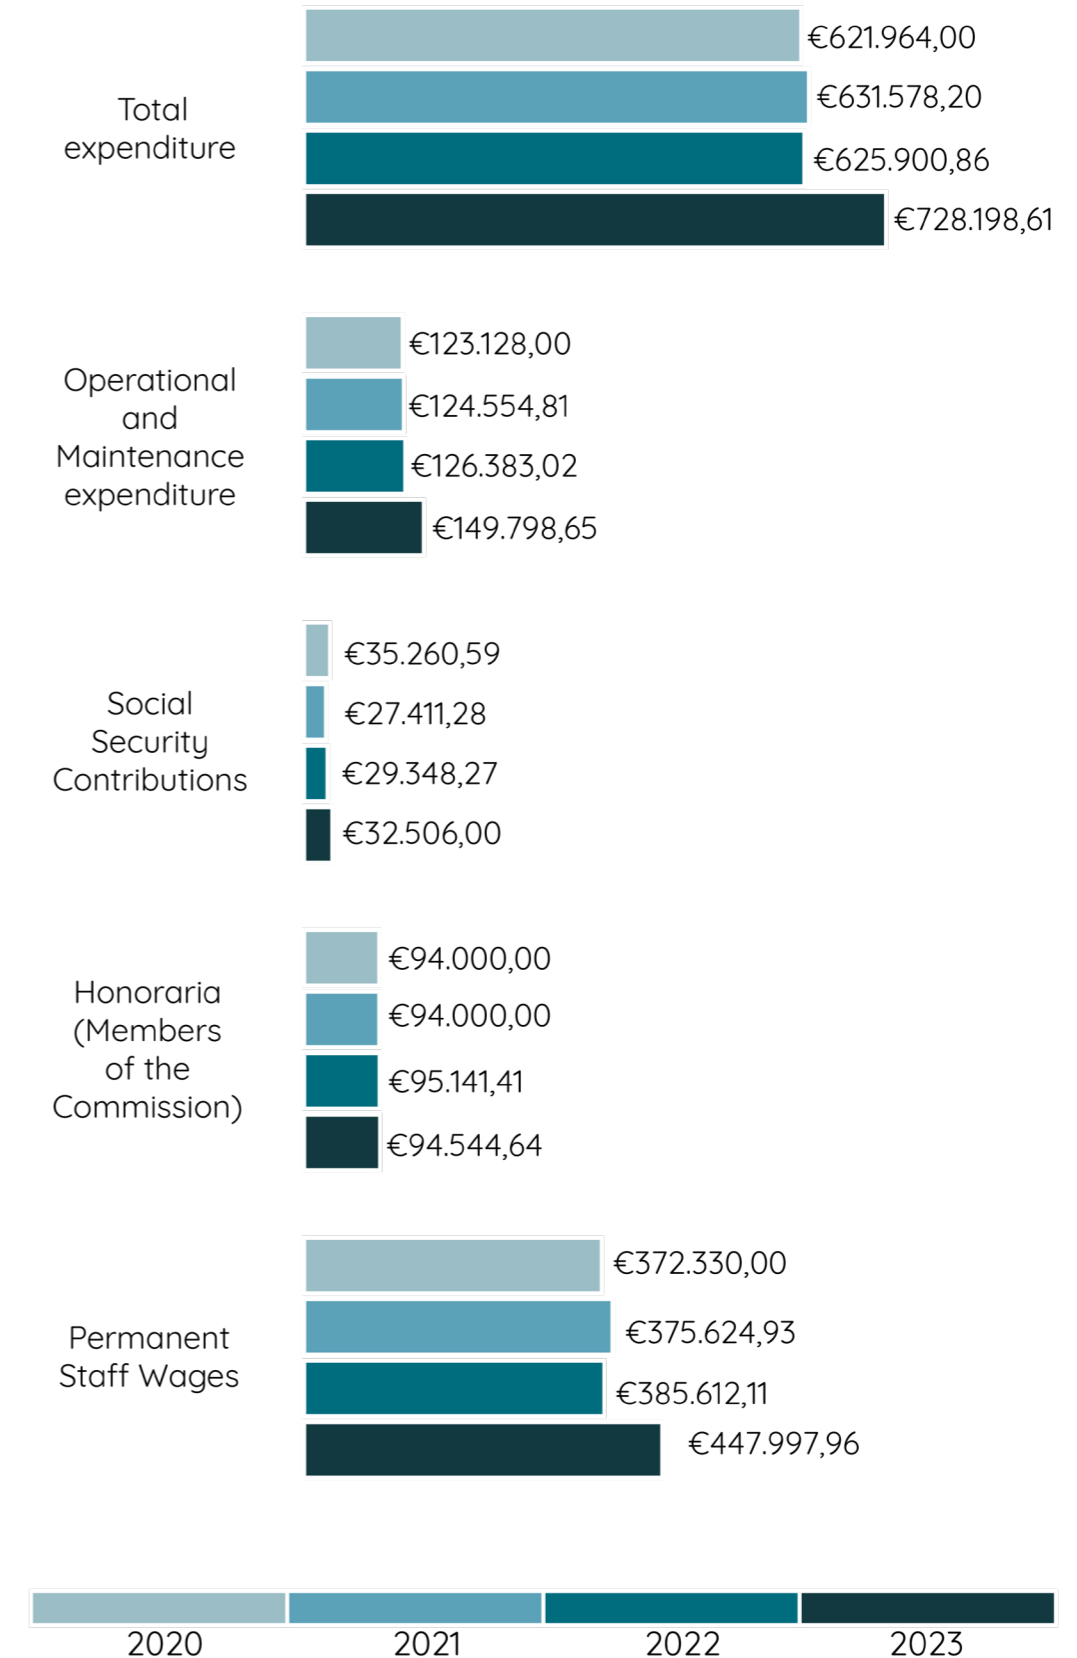 Total
expenditure
€621.964,00
€631.578,20
€625.900,86
€728.198,61
Operational
and
Maintenance
expenditure
€123.128,00
€124.554,81
€126.383,02
€149.798,65
Social
Security
Contributions
€35.260,59
€27.411,28
€29.348,27
€32.506,00
Honoraria
(Members
of the
Commission)
€94.000,00
€94.000,00
€95.141,41
€94.544,64
Permanent
Staff Wages
€372.330,00
€375.624,93
€385.612,11
€447.997,96
2020 2021 2022 2023